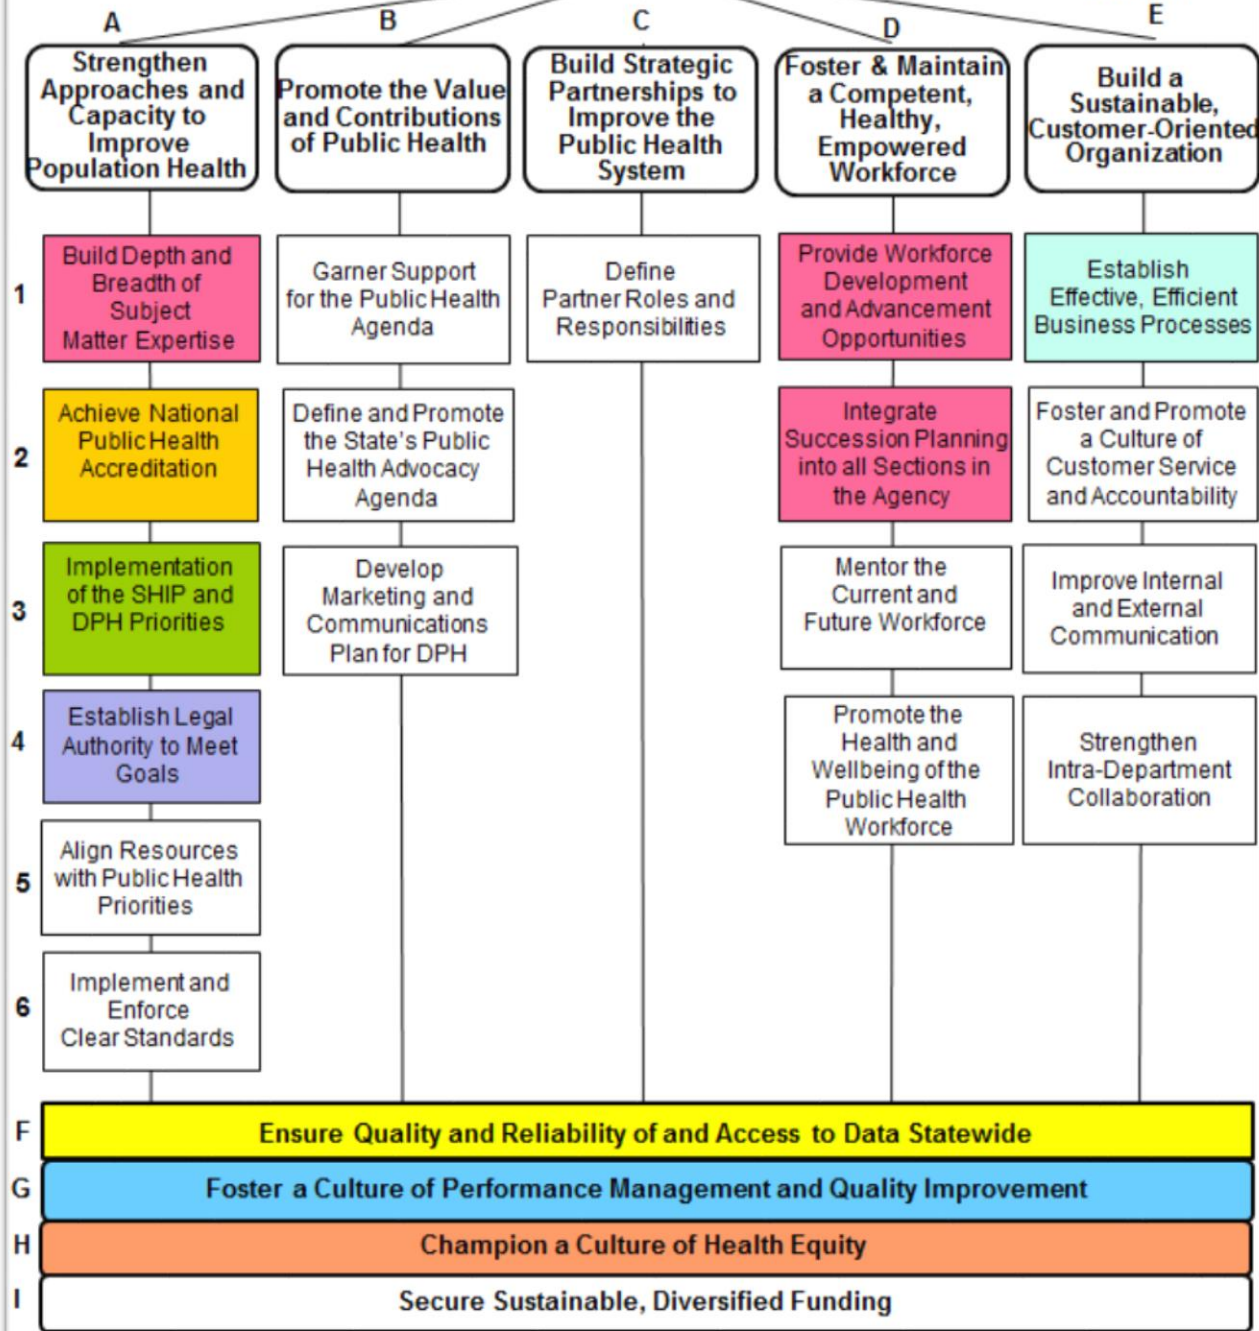 A
B
C
D
E
Strengthen
Approaches and
Capacity to
Improve
Population Health
Promote the Value
and Contributions
of Public Health
Build Strategic
Partnerships to
Improve the
Public Health
System
Foster & Maintain
a Competent,
Healthy,
Empowered
Workforce
Build a
Sustainable,
Customer-Oriented
Organization
1
Build Depth and
Breadth of
Subject
Matter Expertise
Garner Support
for the Public Health
Agenda
Define
Partner Roles and
Responsibilities
Provide Workforce
Development
and Advancement
Opportunities
Establish
Effective, Efficient
Business Processes
2
Achieve National
Public Health
Accreditation
Define and Promote
the State's Public
Health Advocacy
Agenda
Integrate
Succession Planning
into all Sections in
the Agency
Foster and Promote
a Culture of
Customer Service
and Accountability
3
Implementation
of the SHIP and
DPH Priorities
Develop
Marketing and
Communications
Plan for DPH
Mentor the
Current and
Future Workforce
Improve Internal
and External
Communication
4
Establish Legal
Authority to Meet
Goals
Promote the
Health and
Wellbeing of the
Public Health
Workforce
Strengthen
Intra-Department
Collaboration
5
Align Resources
with Public Health
Priorities
6
Implement and
Enforce
Clear Standards
F
Ensure Quality and Reliability of and Access to Data Statewide
G
Foster a Culture of Performance Management and Quality Improvement
H
Champion a Culture of Health Equity
I
Secure Sustainable, Diversified Funding